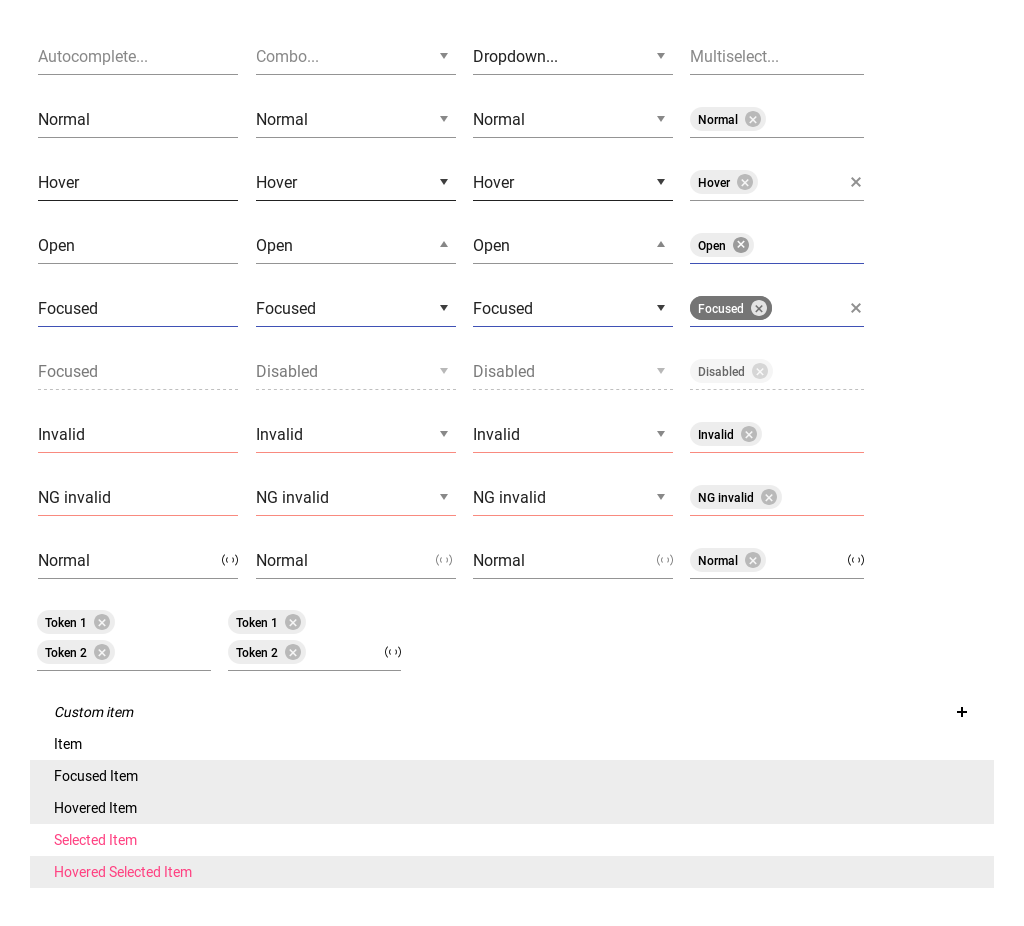 Autocomplete... Combo... Dropdown... Multiselect...
Normal Normal Normal Normal
Hover Hover Hover Hover
Open Open Open Open
Focused Focused Focused Focused
Focused Disabled Disabled Disabled
Invalid Invalid Invalid Invalid
NG invalid NG invalid NG invalid NG invalid
Normal Normal Normal Normal
Token 1 Token 1
Token 2 Token 2
Custom item
Item
Focused Item
Hovered Item
Selected Item
Hovered Selected Item